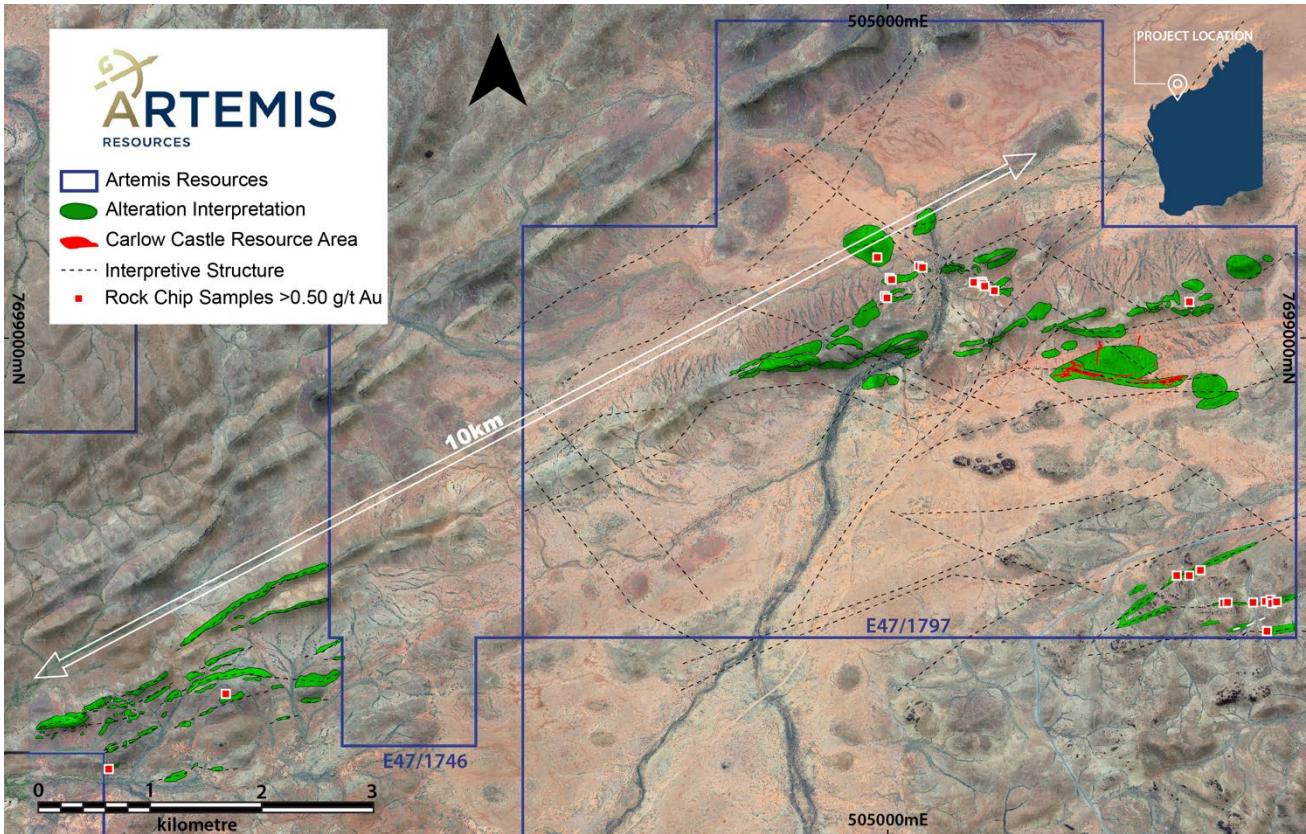 505000mE
PROJECT LOCATION
G
ARTEMIS
RESOURCES
Artemis Resources
Alteration Interpretation
Carlow Castle Resource Area
Interpretive Structure
Rock Chip Samples >0.50 g/t Au
7699000mN
7699000mN
10km
E47/1797
E47/1746
0 1 2 3
kilometre
505000mE